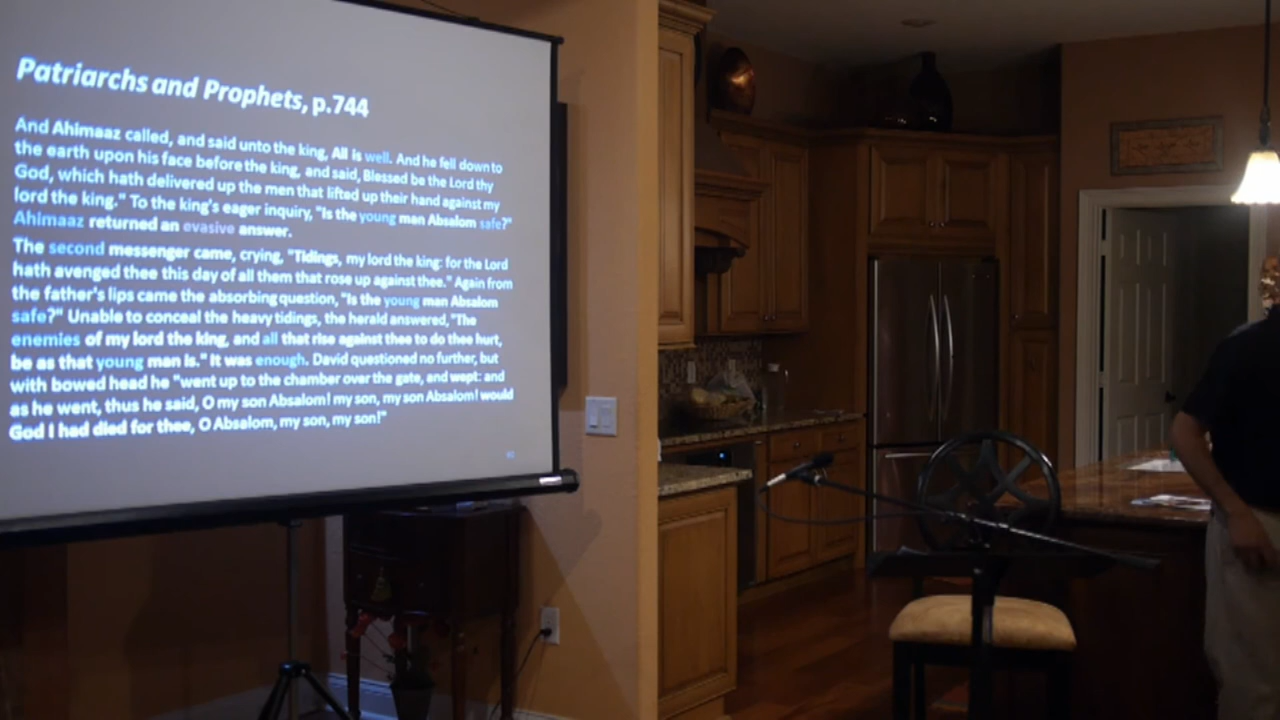 Patriarchs and Prophets, p.744
And Ahimaaz called, and said unto the king, All is well. And he fell down to
the earth upon his face before the king, and said, Blessed be the Lord thy
God, which hath delivered up the men that lifted up their hand against my
lord the king." To the king's eager inquiry, "Is the young man Absalom safe?"
Ahimaaz returned an evasive answer.
The second messenger came, crying, "Tidings, my lord the king: for the Lord
hath avenged thee this day of all them that rose up against thee." Again from
the father's lips came the absorbing question, "Is the young man Absalom
safe?" Unable to conceal the heavy tidings, the herald answered, "The
enemies of my lord the king, and all that rise against thee to do thee hurt,
be as that young man is." It was enough. David questioned no further, but
with bowed head he "went up to the chamber over the gate, and wept: and
as he went, thus he said, O my son Absalom! my son, my son Absalom! would
God I had died for thee, O Absalom, my son, my son!"